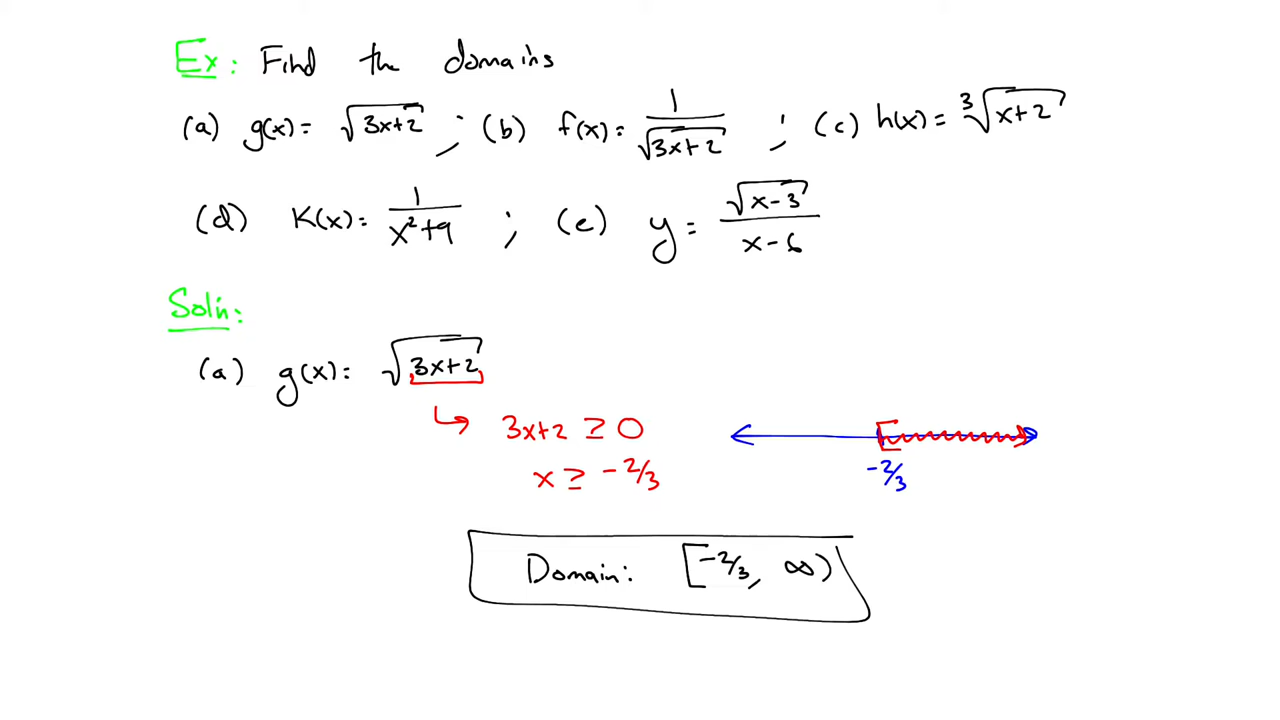 Ex: Find the domains
(a) g(x) = √(3x+2) ; (b) f(x) = 1/√(3x+2) ; (c) h(x) = ³√(x+2)
(d) K(x) = 1/(x²+9) ; (e) y = √(x-3)/(x-6)
Soln:
(a) g(x) = √(3x+2)
↳ 3x+2 ≥ 0
x ≥ -2/3
-2/3
Domain: [-2/3, ∞)